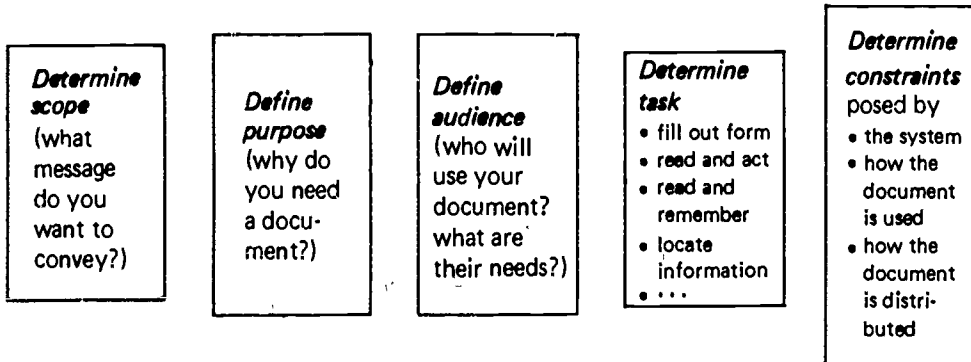 Determine
scope
(what
message
do you
want to
convey?)
Define
purpose
(why do
you need
a docu-
ment?)
Define
audience
(who will
use your
document?
what are
their needs?)
Determine
task
• fill out form
• read and act
• read and
remember
• locate
information
• • • •
Determine
constraints
posed by
• the system
• how the
document
is used
• how the
document
is distri-
buted